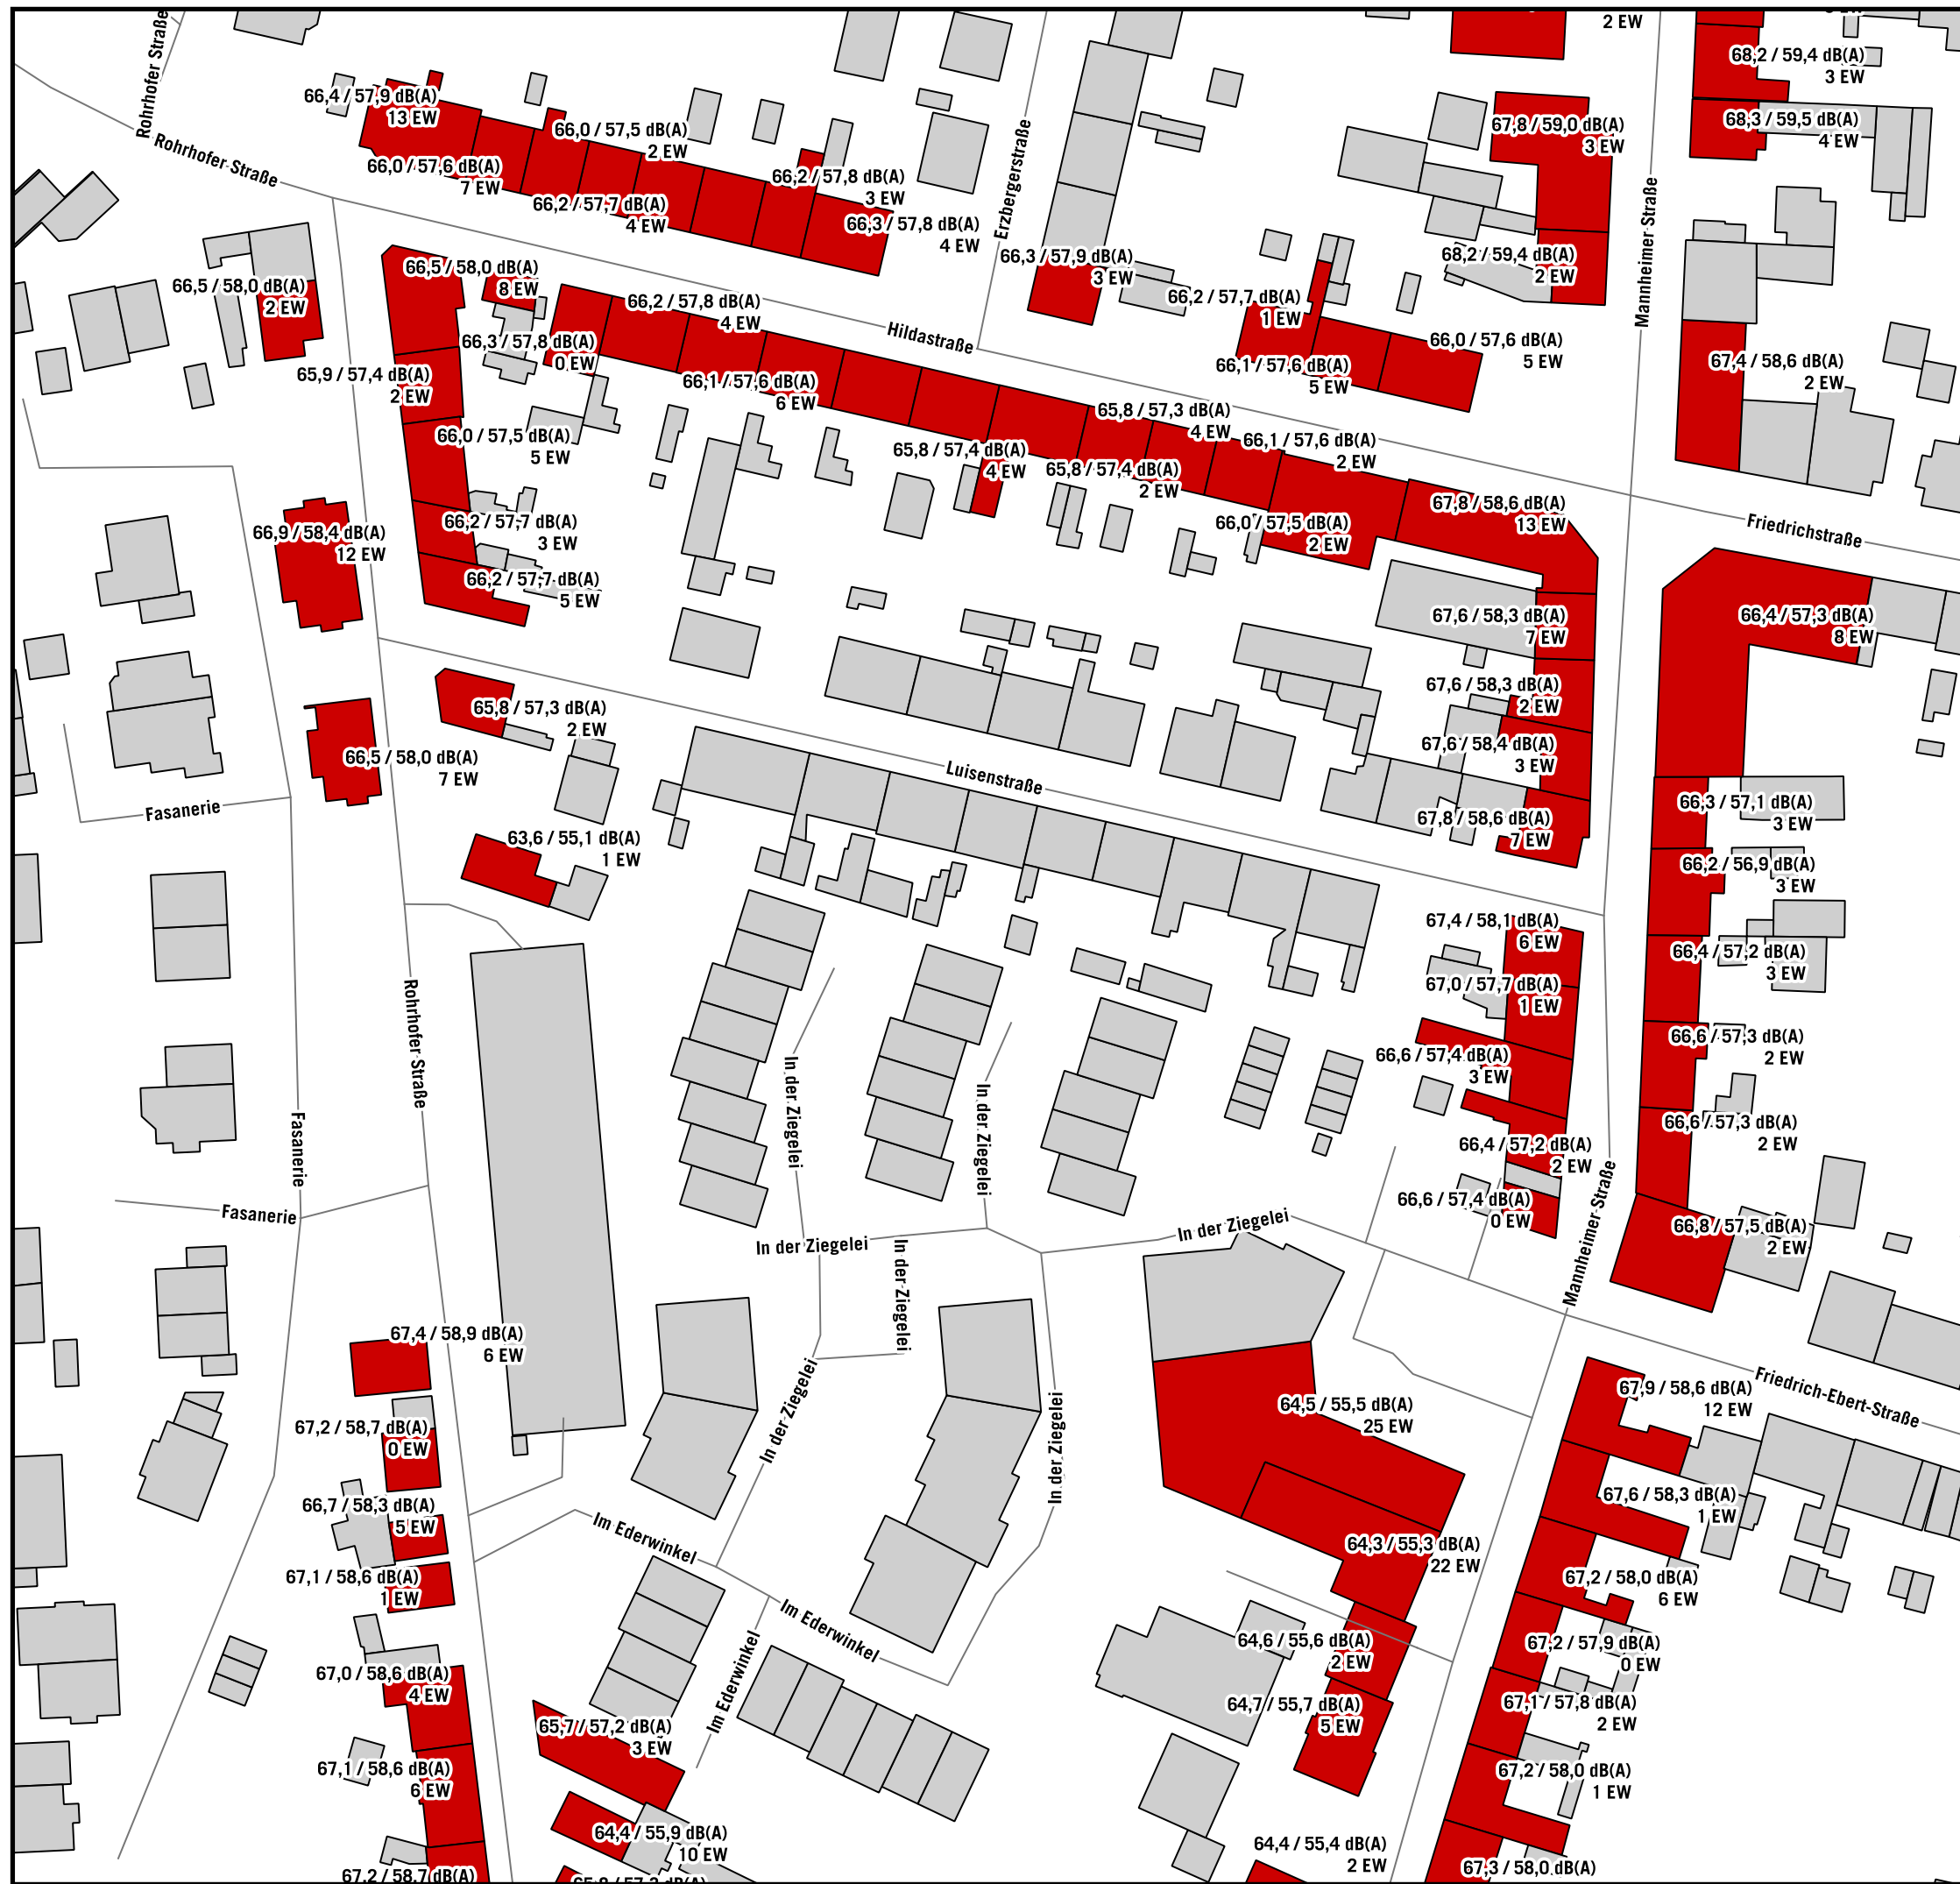 2 EW
68,2 / 59,4 dB(A)
3 EW
68,3 / 59,5 dB(A)
4 EW
Rohrhofer Straße
Rohrhofer Straße
66,4 / 57,9 dB(A)
13 EW
66,0 / 57,6 dB(A)
7 EW
66,0 / 57,5 dB(A)
2 EW
66,2 / 57,7 dB(A)
4 EW
66,2 / 57,8 dB(A)
3 EW
66,3 / 57,8 dB(A)
4 EW
Erzbergerstraße
66,3 / 57,9 dB(A)
3 EW
67,8 / 59,0 dB(A)
3 EW
68,2 / 59,4 dB(A)
2 EW
Mannheimer Straße
66,5 / 58,0 dB(A)
2 EW
66,5 / 58,0 dB(A)
8 EW
66,2 / 57,8 dB(A)
4 EW
66,3 / 57,8 dB(A)
0 EW
Hildastraße
66,2 / 57,7 dB(A)
1 EW
66,1 / 57,6 dB(A)
5 EW
66,0 / 57,6 dB(A)
5 EW
67,4 / 58,6 dB(A)
2 EW
65,9 / 57,4 dB(A)
2 EW
66,1 / 57,6 dB(A)
6 EW
66,0 / 57,5 dB(A)
5 EW
65,8 / 57,3 dB(A)
4 EW
65,8 / 57,4 dB(A)
4 EW
66,1 / 57,6 dB(A)
2 EW
65,8 / 57,4 dB(A)
2 EW
67,8 / 58,6 dB(A)
13 EW
66,0 / 57,5 dB(A)
2 EW
Friedrichstraße
66,9 / 58,4 dB(A)
12 EW
66,2 / 57,7 dB(A)
3 EW
66,2 / 57,7 dB(A)
5 EW
67,6 / 58,3 dB(A)
7 EW
66,4 / 57,3 dB(A)
8 EW
65,8 / 57,3 dB(A)
2 EW
67,6 / 58,3 dB(A)
2 EW
66,5 / 58,0 dB(A)
7 EW
67,6 / 58,4 dB(A)
3 EW
Luisenstraße
Fasanerie
66,3 / 57,1 dB(A)
3 EW
67,8 / 58,6 dB(A)
7 EW
63,6 / 55,1 dB(A)
1 EW
66,2 / 56,9 dB(A)
3 EW
67,4 / 58,1 dB(A)
6 EW
66,4 / 57,2 dB(A)
3 EW
67,0 / 57,7 dB(A)
1 EW
Rohrhofer Straße
66,6 / 57,3 dB(A)
2 EW
66,6 / 57,4 dB(A)
3 EW
In der Ziegelei
In der Ziegelei
Fasanerie
66,6 / 57,3 dB(A)
2 EW
66,4 / 57,2 dB(A)
2 EW
66,6 / 57,4 dB(A)
0 EW
Mannheimer Straße
Fasanerie
In der Ziegelei
In der Ziegelei
In der Ziegelei
66,8 / 57,5 dB(A)
2 EW
67,4 / 58,9 dB(A)
6 EW
67,9 / 58,6 dB(A)
12 EW
Friedrich-Ebert-Straße
In der Ziegelei
In der Ziegelei
64,5 / 55,5 dB(A)
25 EW
67,2 / 58,7 dB(A)
0 EW
66,7 / 58,3 dB(A)
5 EW
67,6 / 58,3 dB(A)
1 EW
Im Ederwinkel
64,3 / 55,3 dB(A)
22 EW
67,1 / 58,6 dB(A)
1 EW
67,2 / 58,0 dB(A)
6 EW
Im Ederwinkel
64,6 / 55,6 dB(A)
2 EW
67,2 / 57,9 dB(A)
0 EW
67,0 / 58,6 dB(A)
4 EW
Im Ederwinkel
64,7 / 55,7 dB(A)
5 EW
67,1 / 57,8 dB(A)
2 EW
65,7 / 57,2 dB(A)
3 EW
67,1 / 58,6 dB(A)
6 EW
67,2 / 58,0 dB(A)
1 EW
64,4 / 55,9 dB(A)
10 EW
64,4 / 55,4 dB(A)
2 EW
67,3 / 58,0 dB(A)
67,2 / 58,7 dB(A)